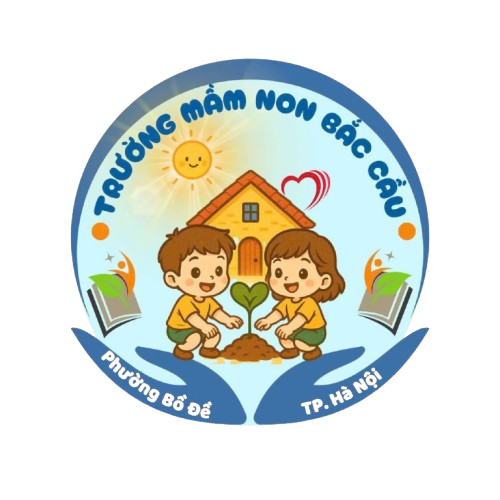 TRƯỜNG MẦM NON BẮC CẦU
Phường Bồ Đề
TP. Hà Nội